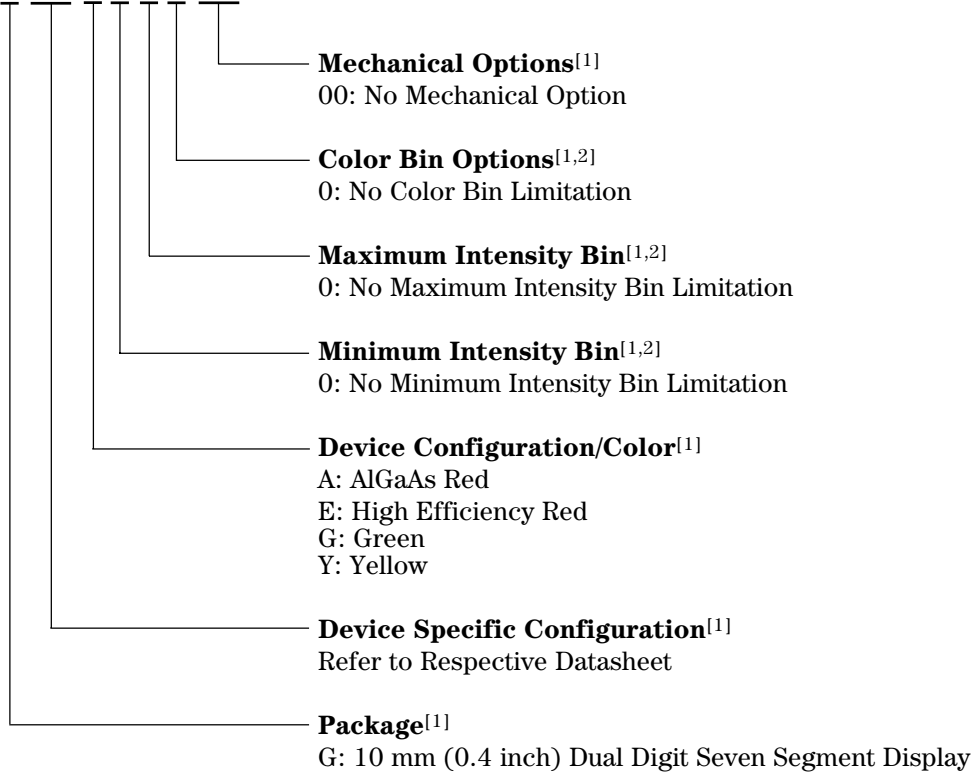 Mechanical Options[1]
00: No Mechanical Option
Color Bin Options[1,2]
0: No Color Bin Limitation
Maximum Intensity Bin[1,2]
0: No Maximum Intensity Bin Limitation
Minimum Intensity Bin[1,2]
0: No Minimum Intensity Bin Limitation
Device Configuration/Color[1]
A: AlGaAs Red
E: High Efficiency Red
G: Green
Y: Yellow
Device Specific Configuration[1]
Refer to Respective Datasheet
Package[1]
G: 10 mm (0.4 inch) Dual Digit Seven Segment Display